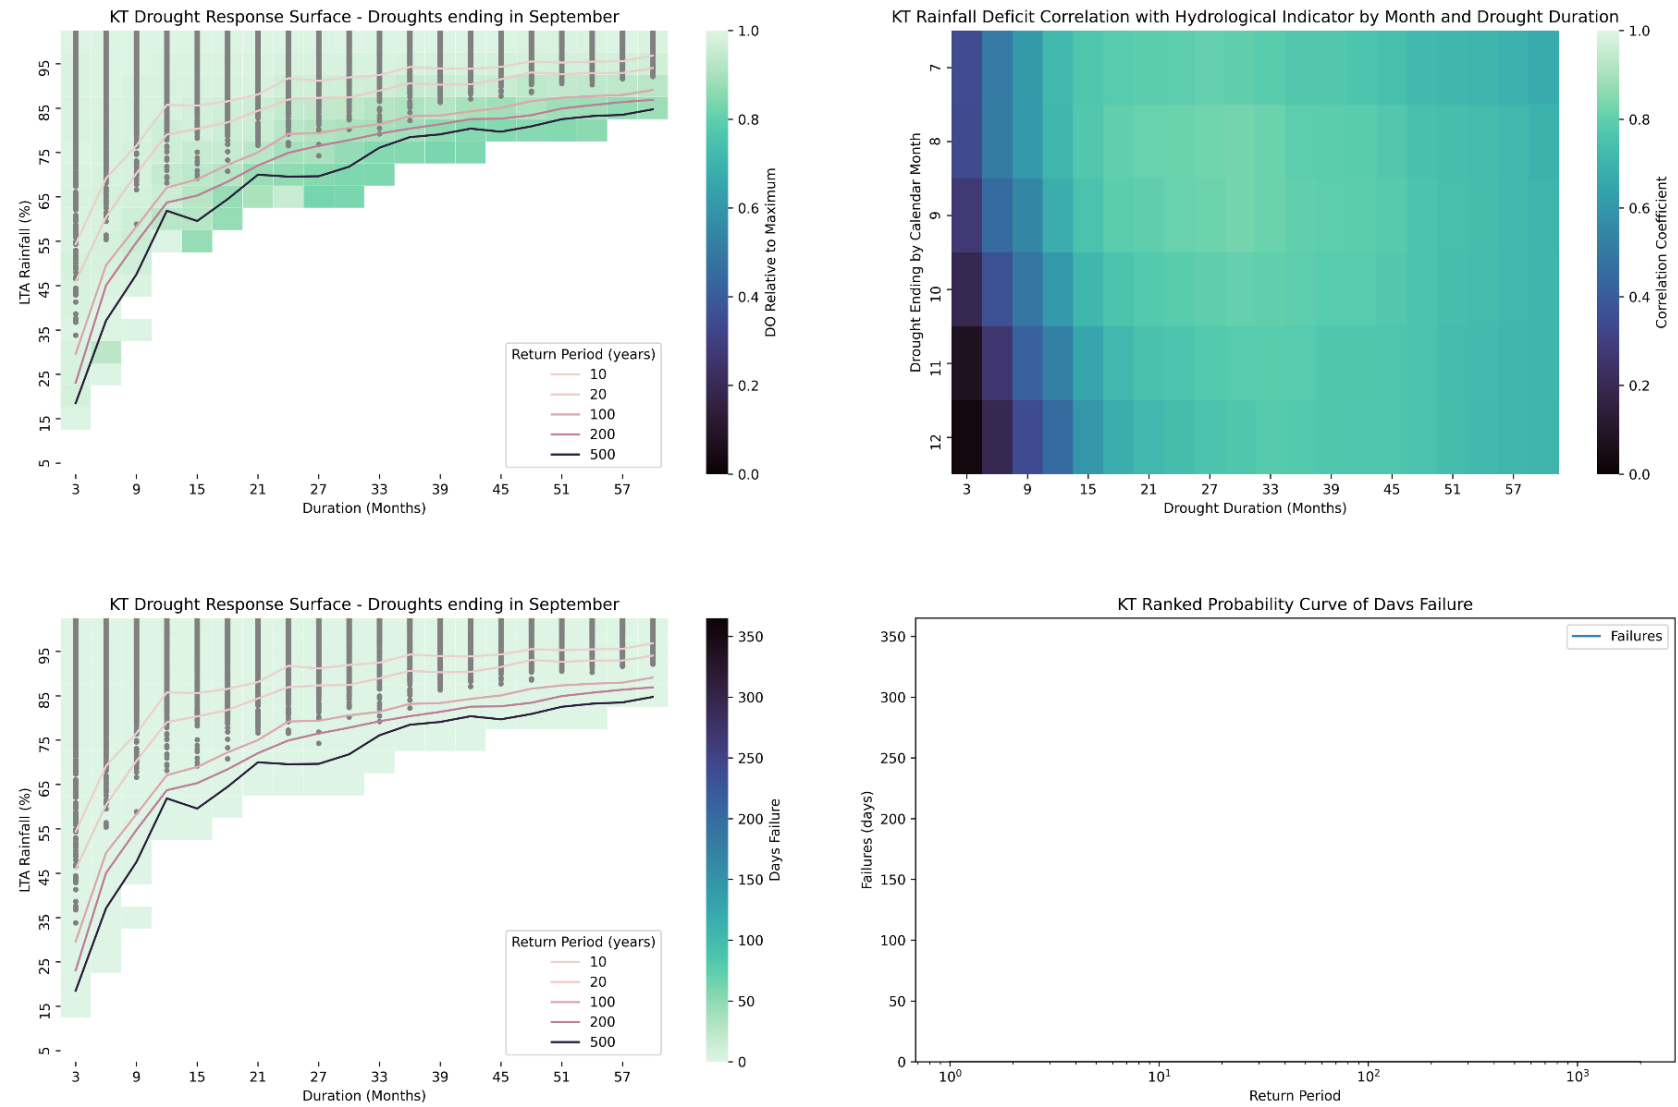 KT Drought Response Surface - Droughts ending in September
95
85
75
65
55
45
35
25
15
5
LTA Rainfall (%)
3 9 15 21 27 33 39 45 51 57
Duration (Months)
Return Period (years)
10
20
100
200
500
1.0
0.8
0.6
0.4
0.2
0.0
DO Relative to Maximum
KT Rainfall Deficit Correlation with Hydrological Indicator by Month and Drought Duration
7
8
9
10
11
12
Drought Ending by Calendar Month
3 9 15 21 27 33 39 45 51 57
Drought Duration (Months)
1.0
0.8
0.6
0.4
0.2
0.0
Correlation Coefficient
KT Drought Response Surface - Droughts ending in September
95
85
75
65
55
45
35
25
15
5
LTA Rainfall (%)
3 9 15 21 27 33 39 45 51 57
Duration (Months)
Return Period (years)
10
20
100
200
500
350
300
250
200
150
100
50
0
Days Failure
KT Ranked Probability Curve of Days Failure
Failures
350
300
250
200
150
100
50
0
Failures (days)
10⁰ 10¹ 10² 10³
Return Period